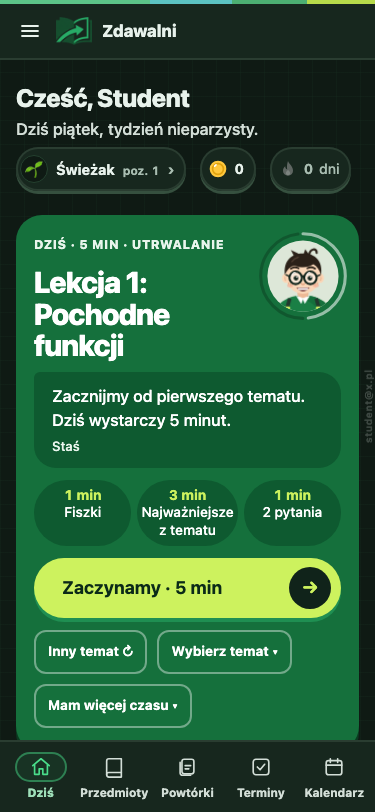 Zdawalni
Cześć, Student
Dziś piątek, tydzień nieparzysty.
Świeżak poz. 1 ›
0
0 dni
DZIŚ · 5 MIN · UTRWALANIE
Lekcja 1:
Pochodne
funkcji
Zacznijmy od pierwszego tematu.
Dziś wystarczy 5 minut.
Staś
1 min
Fiszki
3 min
Najważniejsze
z tematu
1 min
2 pytania
Zaczynamy · 5 min →
Inny temat ↻
Wybierz temat ▾
Mam więcej czasu ▾
student@x.pl
Dziś
Przedmioty
Powtórki
Terminy
Kalendarz